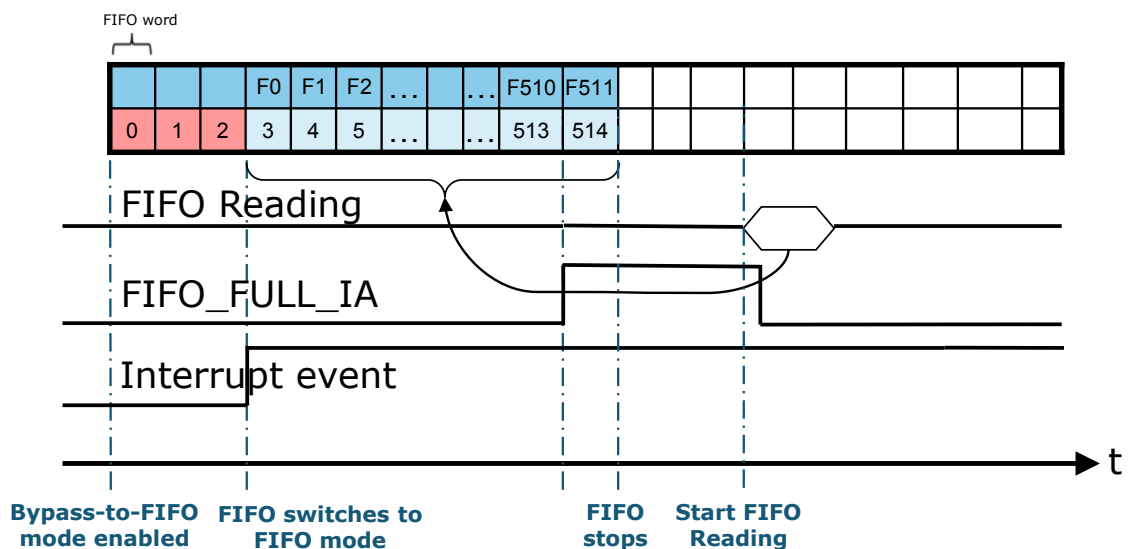 FIFO word
F0 F1 F2 ... ... F510 F511
0 1 2 3 4 5 ... ... 513 514
FIFO Reading
FIFO_FULL_IA
Interrupt event
t
Bypass-to-FIFO
mode enabled
FIFO switches to
FIFO mode
FIFO
stops
Start FIFO
Reading